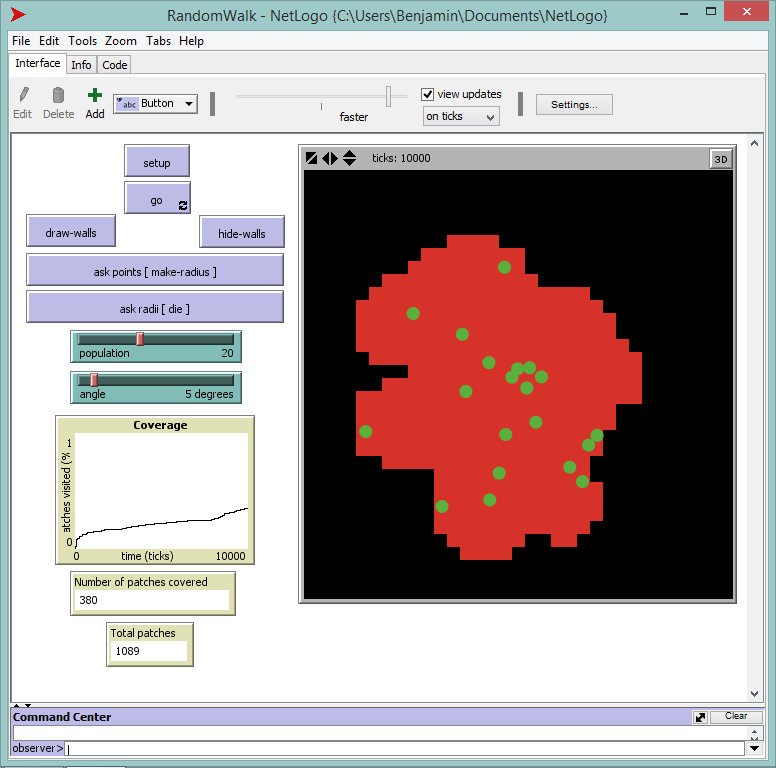 RandomWalk - NetLogo {C:\Users\Benjamin\Documents\NetLogo}
File Edit Tools Zoom Tabs Help
Interface Info Code
Edit Delete Add abc Button faster view updates on ticks Settings...
ticks: 10000 3D
setup
go
draw-walls hide-walls
ask points [ make-radius ]
ask radii [ die ]
population 20
angle 5 degrees
Coverage
1
atches visited (%
0
0 time (ticks) 10000
Number of patches covered
380
Total patches
1089
Command Center Clear
observer>